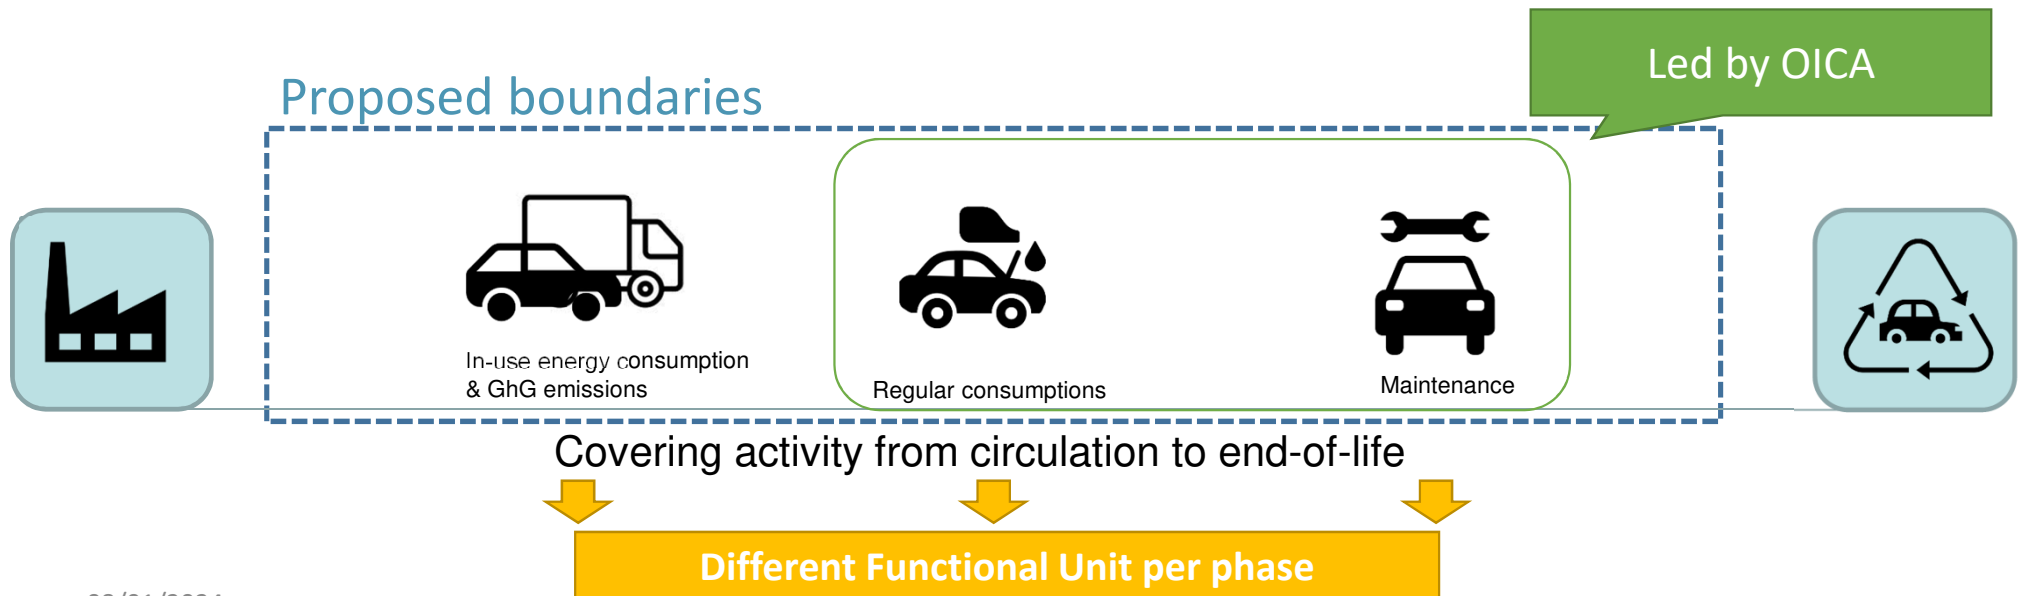 Led by OICA
Proposed boundaries
In-use energy consumption
& GhG emissions
Regular consumptions
Maintenance
Covering activity from circulation to end-of-life
Different Functional Unit per phase